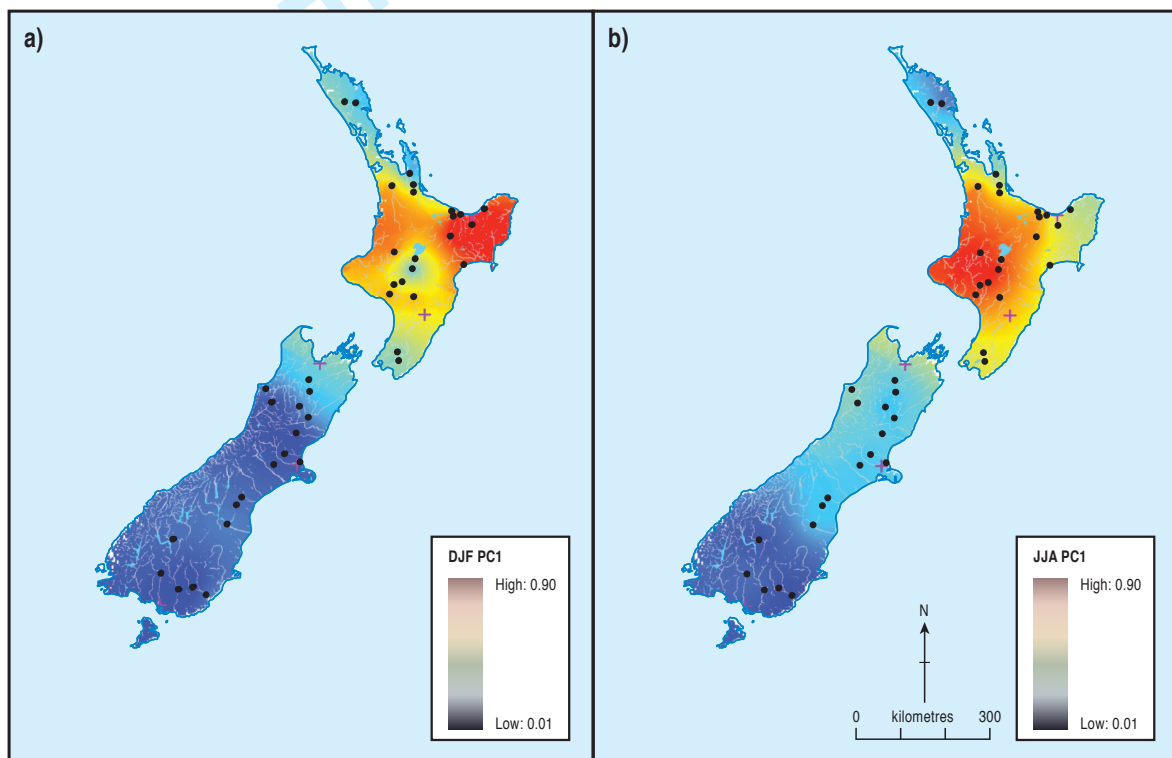 a)
DJF PC1
High: 0.90
Low: 0.01
b)
N
0 kilometres 300
JJA PC1
High: 0.90
Low: 0.01